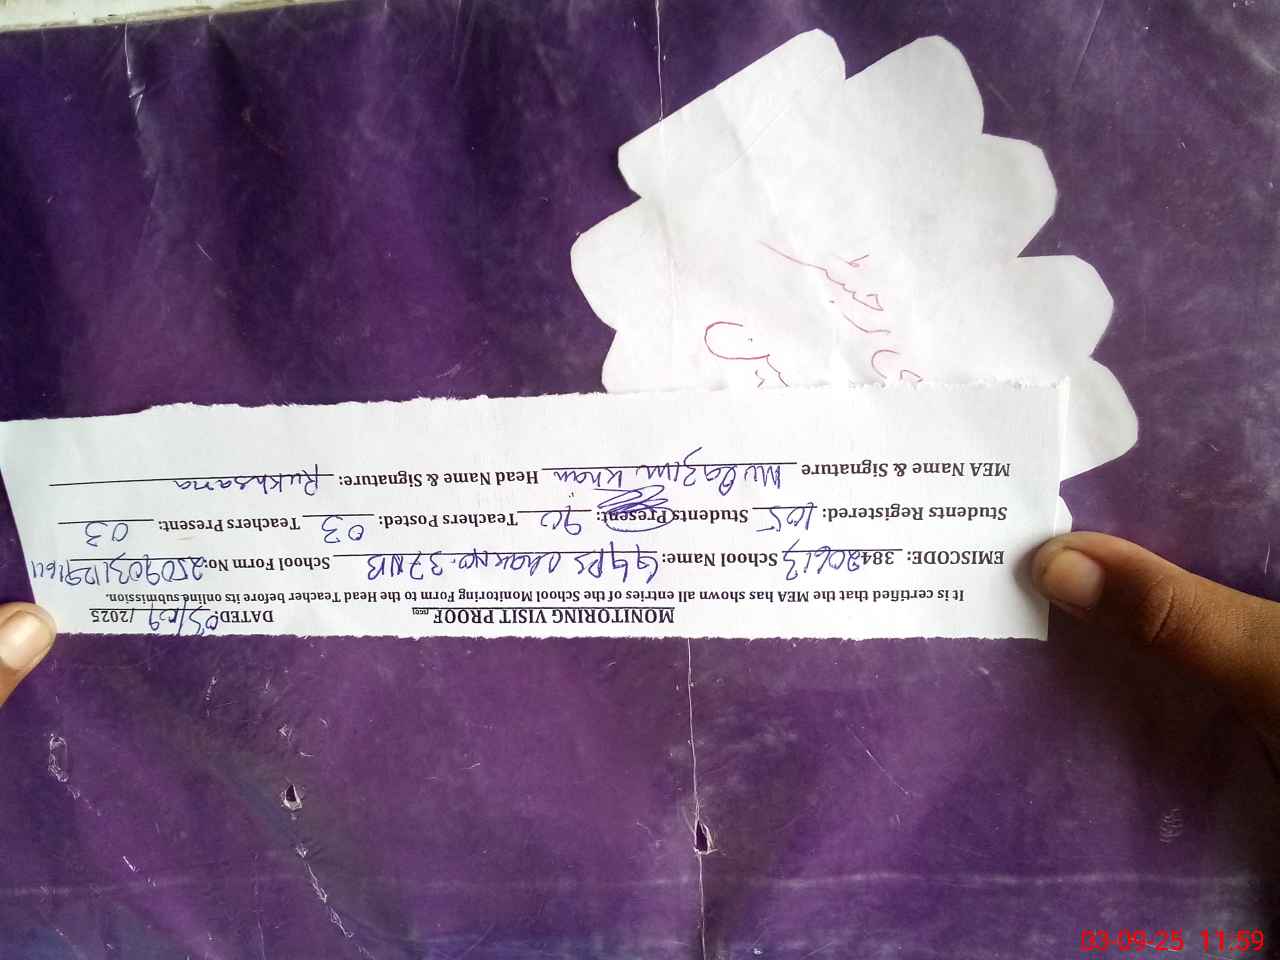 MONITORING VISIT PROOF DATED: 03/09/2025
It is certified that the MEA has shown all entries of the School Monitoring Form to the Head Teacher before its online submission.
EMISCODE: 38420613 School Name: GGPS Chak No. 37 NB School Form No:
Students Registered: 105 Students Present: 90 Teachers Posted: 03 Teachers Present: 03
MEA Name & Signature Mulazim Khan Head Name & Signature: Rukhsana
03-09-25 11:59